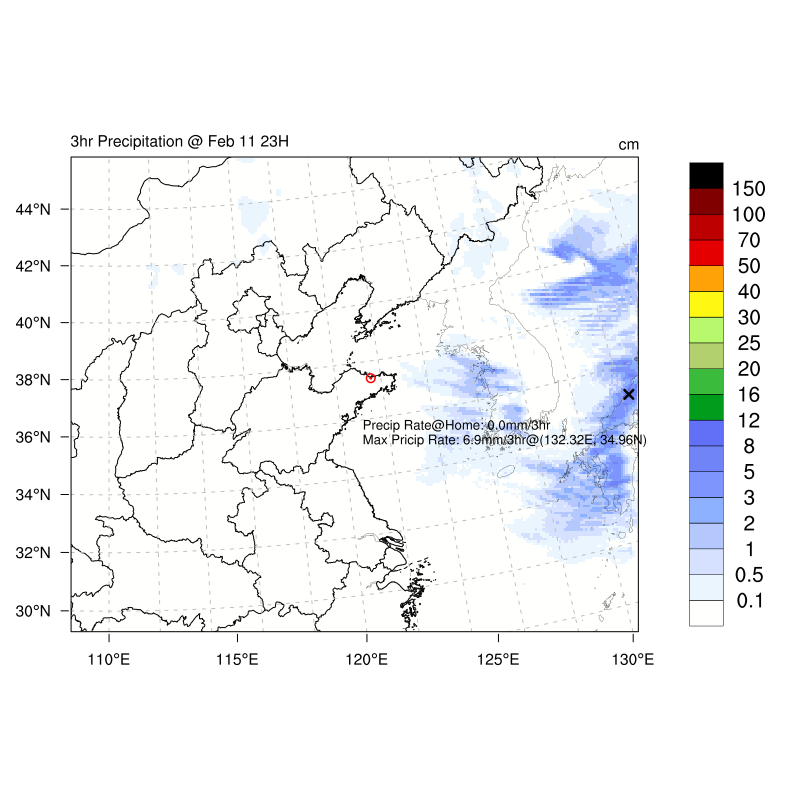 3hr Precipitation @ Feb 11 23H
cm
44°N
42°N
40°N
38°N
36°N
34°N
32°N
30°N
110°E
115°E
120°E
125°E
130°E
Precip Rate@Home: 0.0mm/3hr
Max Pricip Rate: 6.9mm/3hr@(132.32E, 34.96N)
150
100
70
50
40
30
25
20
16
12
8
5
3
2
1
0.5
0.1